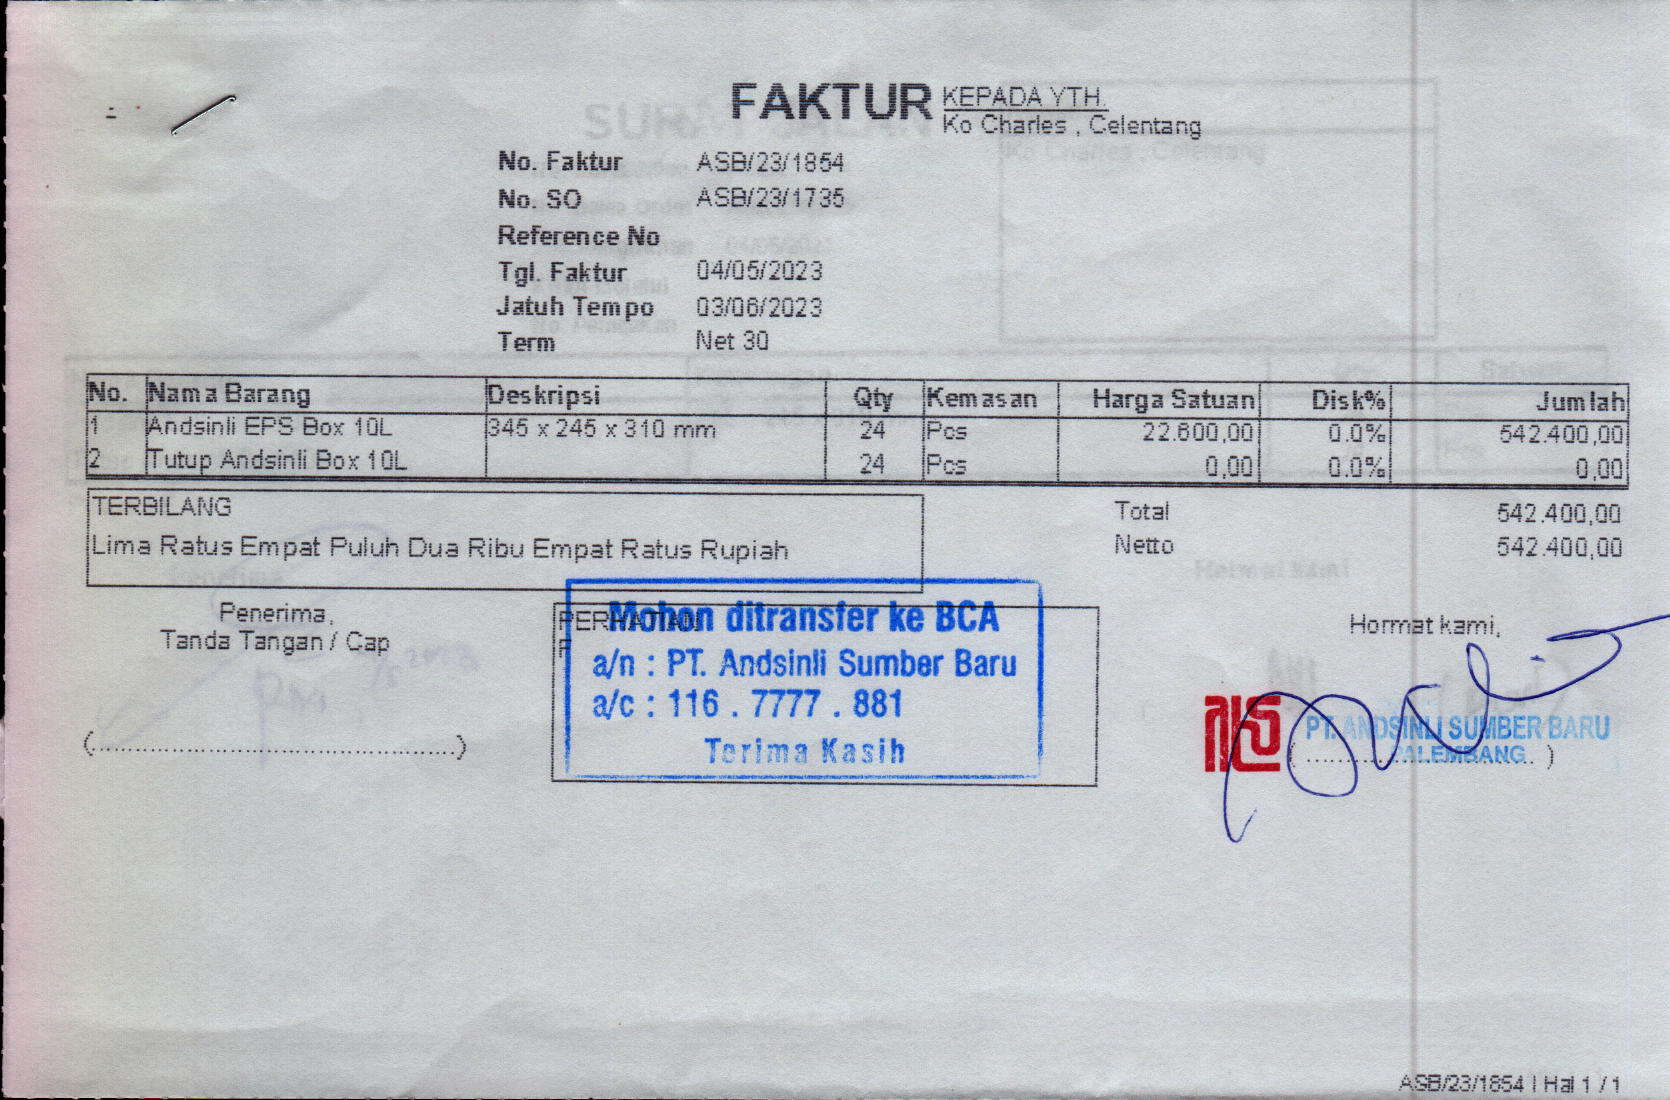 FAKTUR
KEPADA YTH.
Ko Charles , Celentang
No. Faktur ASB/23/1854
No. SO ASB/23/1735
Reference No
Tgl. Faktur 04/05/2023
Jatuh Tempo 03/06/2023
Term Net 30
No. Nama Barang Deskripsi Qty Kemasan Harga Satuan Disk% Jumlah
1 Andsinli EPS Box 10L 345 x 245 x 310 mm 24 Pcs 22.600,00 0.0% 542.400,00
2 Tutup Andsinli Box 10L 24 Pcs 0,00 0.0% 0,00
TERBILANG
Lima Ratus Empat Puluh Dua Ribu Empat Ratus Rupiah
Total 542.400,00
Netto 542.400,00
Penerima,
Tanda Tangan / Cap
(..................................................)
PERHATIAN
Mohon ditransfer ke BCA
a/n : PT. Andsinli Sumber Baru
a/c : 116 . 7777 . 881
Terima Kasih
Hormat kami,
PT. ANDSINLI SUMBER BARU
PALEMBANG
ASB/23/1854 | Hal 1 / 1